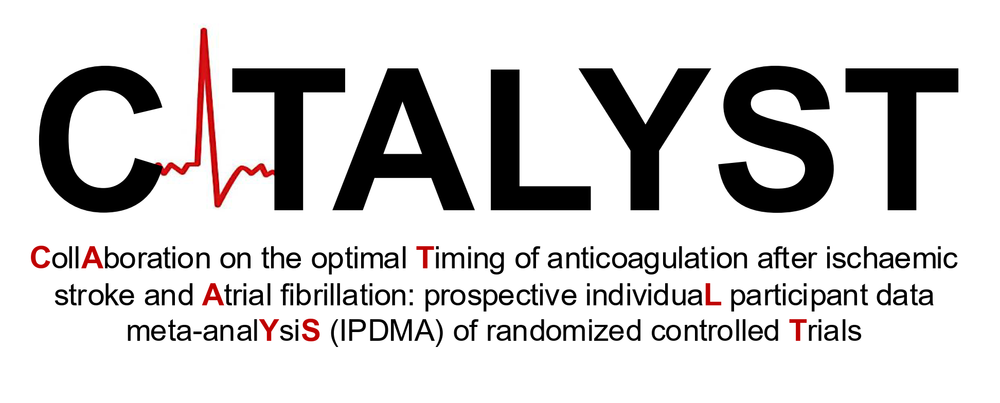 CATALYST
CollAboration on the optimal Timing of anticoagulation after ischaemic
stroke and Atrial fibrillation: prospective individuaL participant data
meta-analYsiS (IPDMA) of randomized controlled Trials